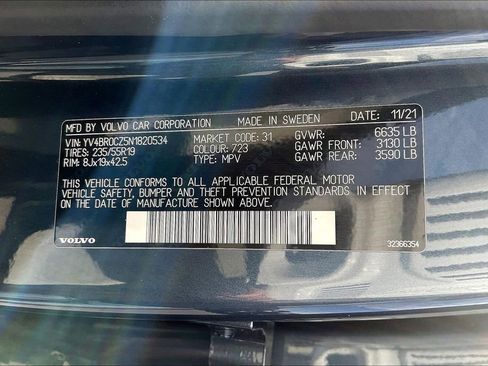 MFD BY VOLVO CAR CORPORATION MADE IN SWEDEN DATE: 11/21
VIN: YV4BR0CZ5N1820534 MARKET CODE: 31 GVWR: 6635 LB
TIRES: 235/55R19 COLOUR: 723 GAWR FRONT: 3130 LB
RIM: 8Jx19x42.5 TYPE: MPV GAWR REAR: 3590 LB
THIS VEHICLE CONFORMS TO ALL APPLICABLE FEDERAL MOTOR
VEHICLE SAFETY, BUMPER AND THEFT PREVENTION STANDARDS IN EFFECT
ON THE DATE OF MANUFACTURE SHOWN ABOVE.
VOLVO 32366354